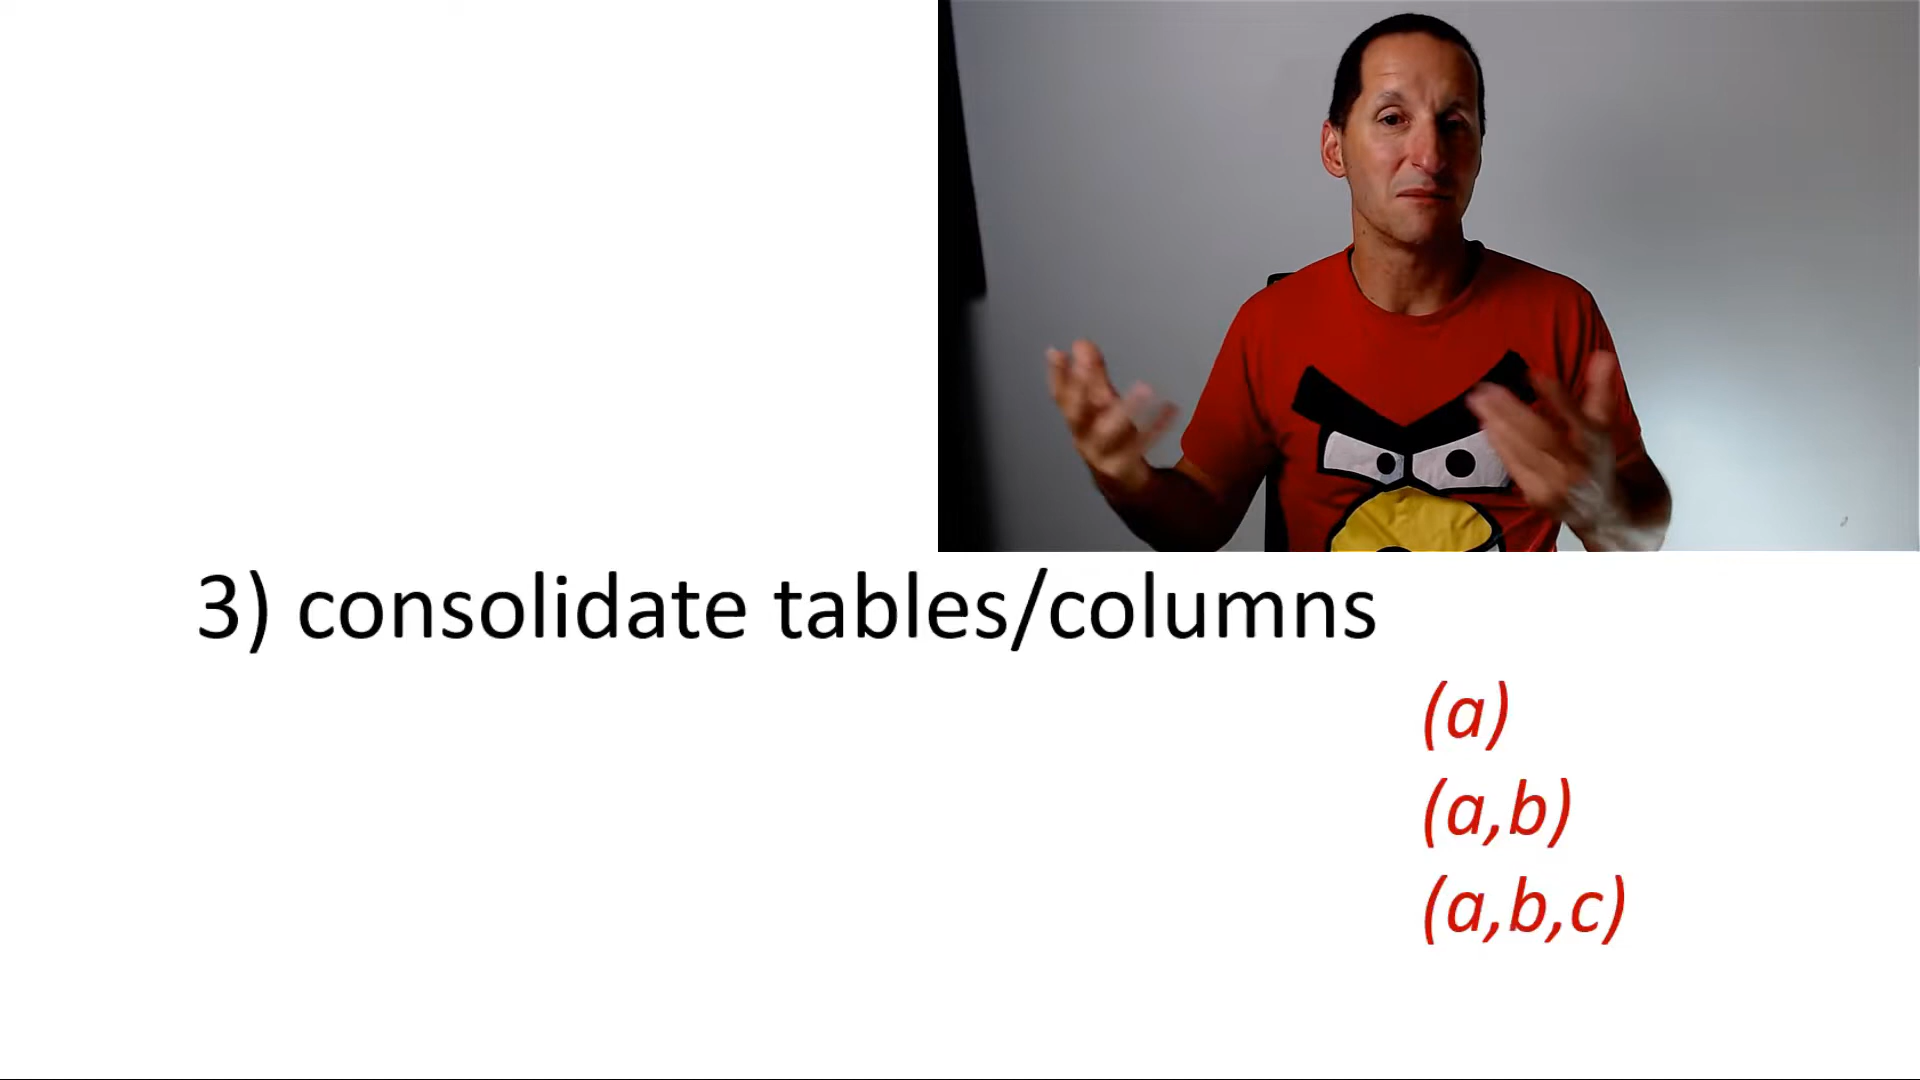 3) consolidate tables/columns
(a)
(a,b)
(a,b,c)